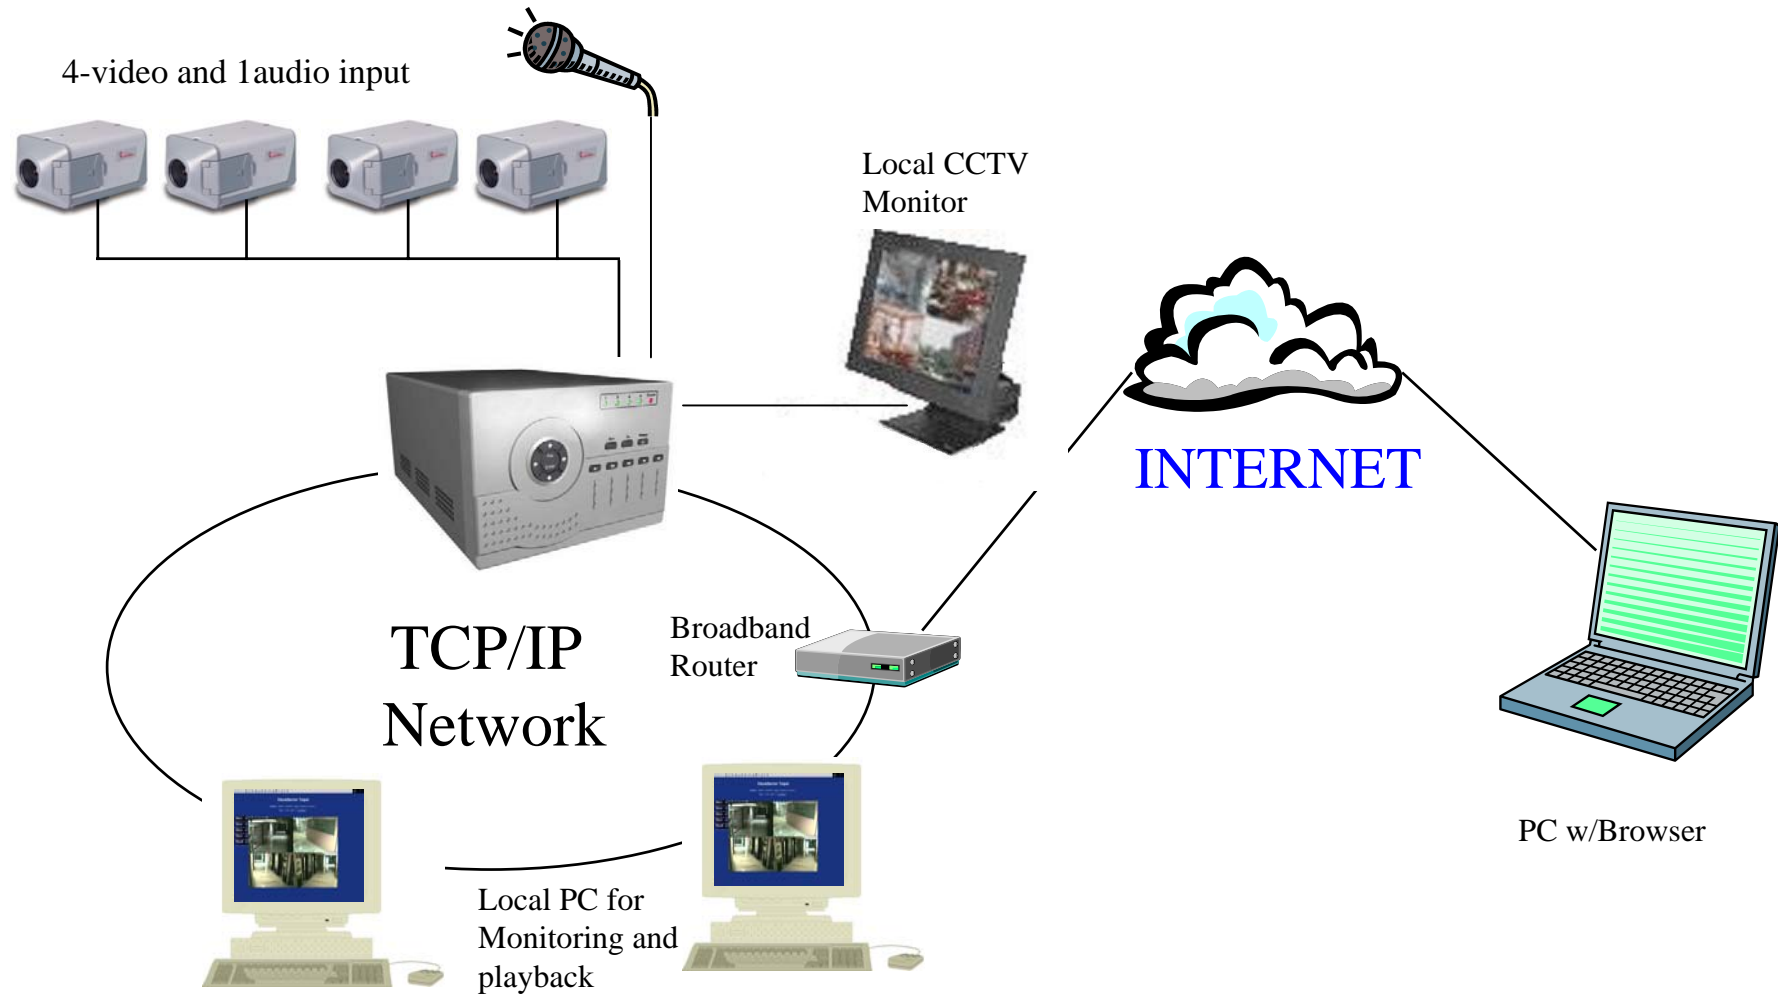 4-video and 1audio input
Local CCTV
Monitor
INTERNET
TCP/IP
Network
Broadband
Router
PC w/Browser
Local PC for
Monitoring and
playback